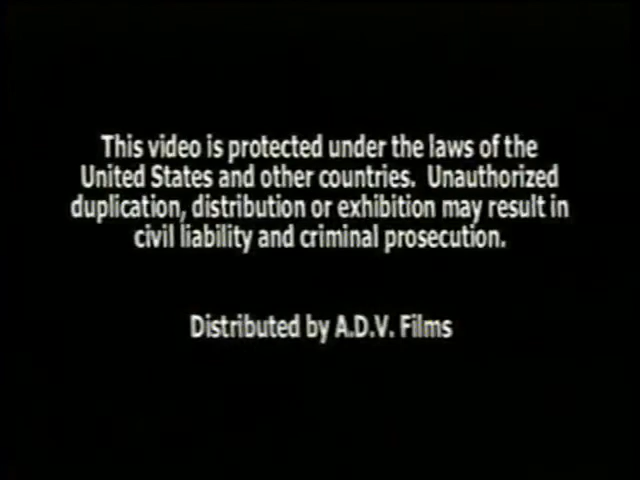 This video is protected under the laws of the
United States and other countries.  Unauthorized
duplication, distribution or exhibition may result in
civil liability and criminal prosecution.
Distributed by A.D.V. Films